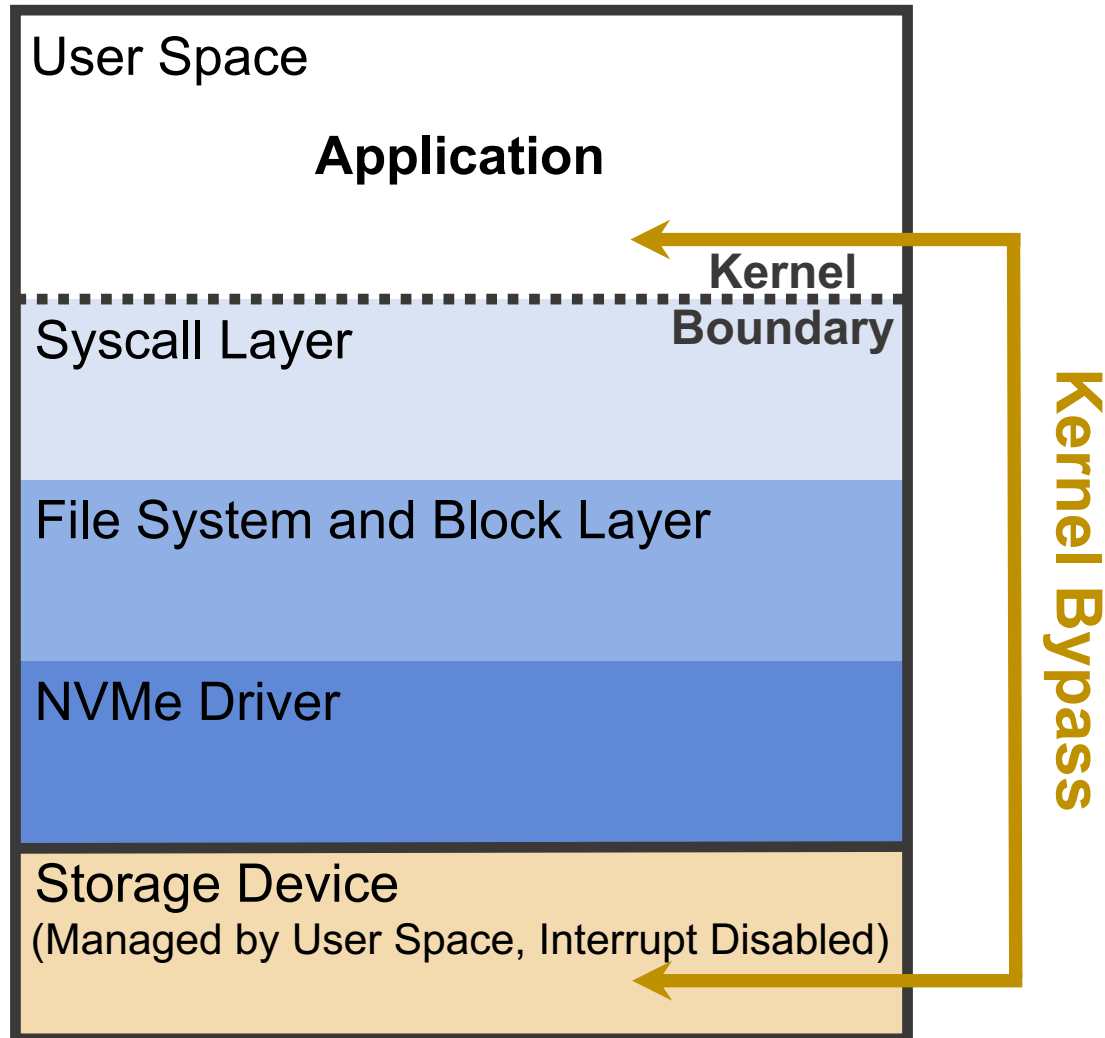 User Space
Application
Kernel
Boundary
Syscall Layer
File System and Block Layer
NVMe Driver
Storage Device
(Managed by User Space, Interrupt Disabled)
Kernel Bypass